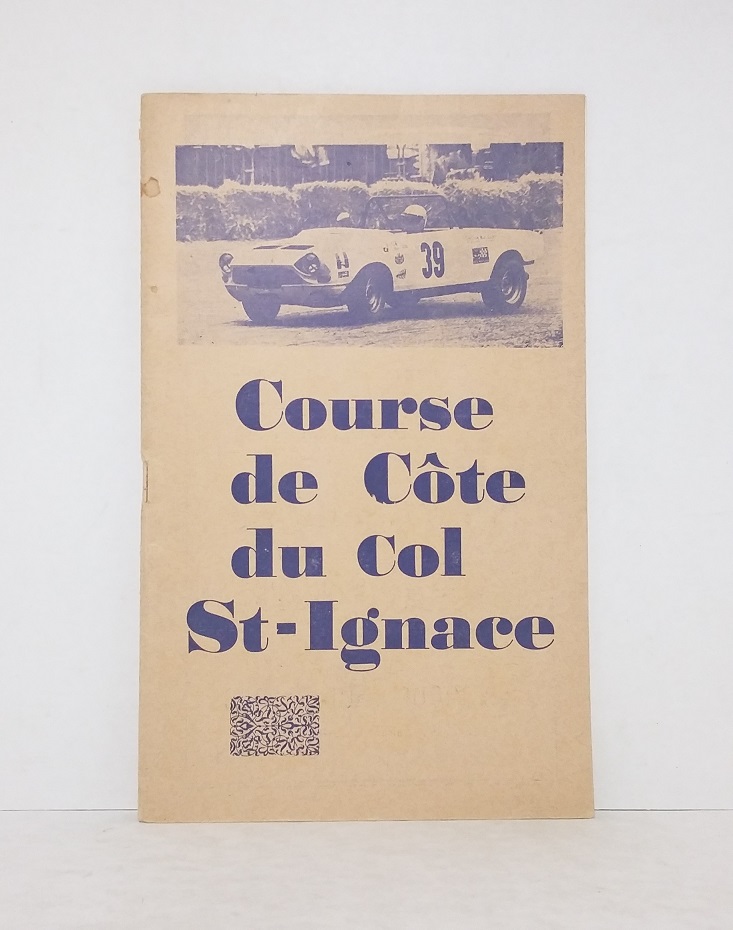 39
Course
de Côte
du Col
St-Ignace